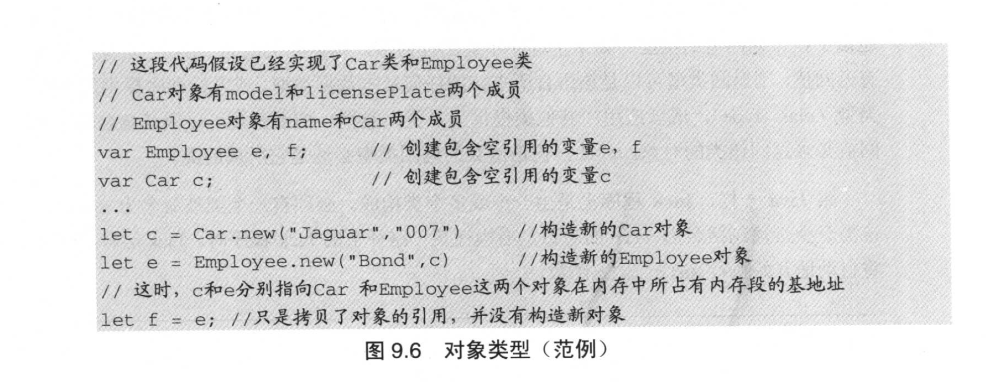 // 这段代码假设已经实现了Car类和Employee类
// Car对象有model和licensePlate两个成员
// Employee对象有name和Car两个成员
var Employee e, f; // 创建包含空引用的变量e，f
var Car c; // 创建包含空引用的变量c
...
let c = Car.new("Jaguar","007") //构造新的Car对象
let e = Employee.new("Bond",c) //构造新的Employee对象
// 这时，c和e分别指向Car 和Employee这两个对象在内存中所占有内存段的基地址
let f = e; //只是拷贝了对象的引用，并没有构造新对象
图 9.6 对象类型（范例）